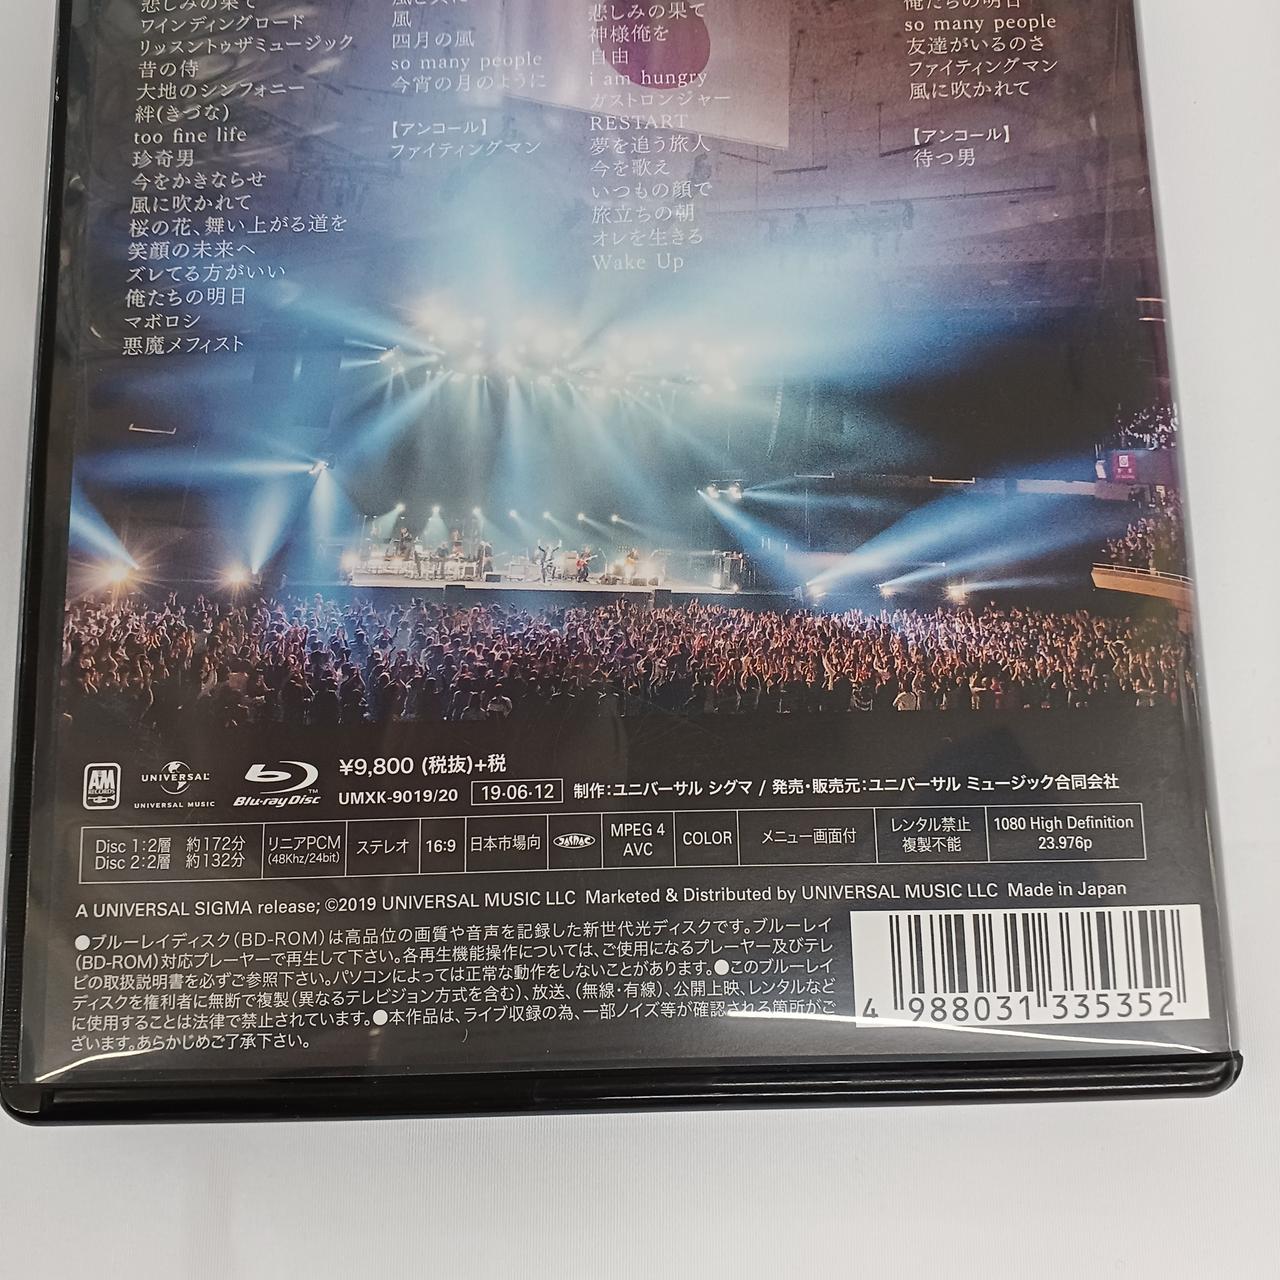 悲しみの果て
ワインディングロード
リッスントゥザミュージック
昔の侍
大地のシンフォニー
絆(きづな)
too fine life
珍奇男
今をかきならせ
風に吹かれて
桜の花、舞い上がる道を
笑顔の未来へ
ズレてる方がいい
俺たちの明日
マボロシ
悪魔メフィスト
風
四月の風
so many people
今宵の月のように
【アンコール】
ファイティングマン
悲しみの果て
神様俺を
自由
i am hungry
ガストロンジャー
RESTART
夢を追う旅人
今を歌え
いつもの顔で
旅立ちの朝
オレを生きる
Wake Up
俺たちの明日
so many people
友達がいるのさ
ファイティングマン
風に吹かれて
【アンコール】
待つ男
AM RECORDS
UNIVERSAL
UNIVERSAL MUSIC
Blu-ray Disc
¥9,800 (税抜)+税
UMXK-9019/20 19·06·12 制作:ユニバーサル シグマ / 発売・販売元:ユニバーサル ミュージック合同会社
Disc 1:2層 約172分
Disc 2:2層 約132分
リニアPCM
(48Khz/24bit)
ステレオ
16:9
日本市場向
JASRAC
MPEG 4
AVC
COLOR
メニュー画面付
レンタル禁止
複製不能
1080 High Definition
23.976p
A UNIVERSAL SIGMA release; ©2019 UNIVERSAL MUSIC LLC Marketed & Distributed by UNIVERSAL MUSIC LLC Made in Japan
●ブルーレイディスク(BD-ROM)は高品位の画質や音声を記録した新世代光ディスクです。ブルーレイ
(BD-ROM)対応プレーヤーで再生して下さい。各再生機能操作については、ご使用になるプレーヤー及びテレ
ビの取扱説明書を必ずご参照下さい。パソコンによっては正常な動作をしないことがあります。●このブルーレイ
ディスクを権利者に無断で複製(異なるテレビジョン方式を含む)、放送、(無線・有線)、公開上映、レンタルなど
に使用することは法律で禁止されています。●本作品は、ライブ収録の為、一部ノイズ等が確認される箇所がご
ざいます。あらかじめご了承下さい。
4 988031 335352